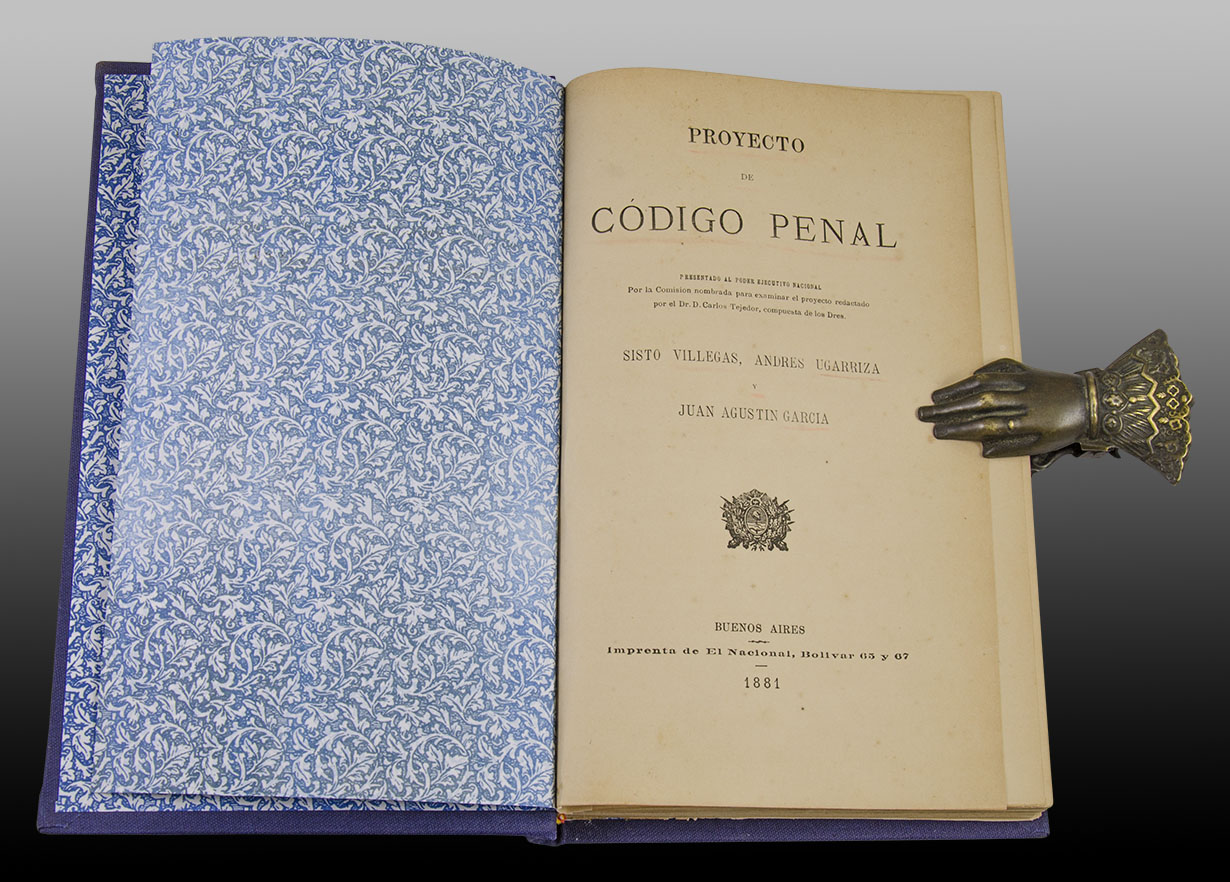 PROYECTO
DE
CÓDIGO PENAL
PRESENTADO AL PODER EJECUTIVO NACIONAL
Por la Comision nombrada para examinar el proyecto redactado
por el Dr. D. Carlos Tejedor, compuesta de los Dres.
SISTO VILLEGAS, ANDRES UGARRIZA
Y
JUAN AGUSTIN GARCIA
BUENOS AIRES
Imprenta de El Nacional, Bolivar 65 y 67
1881